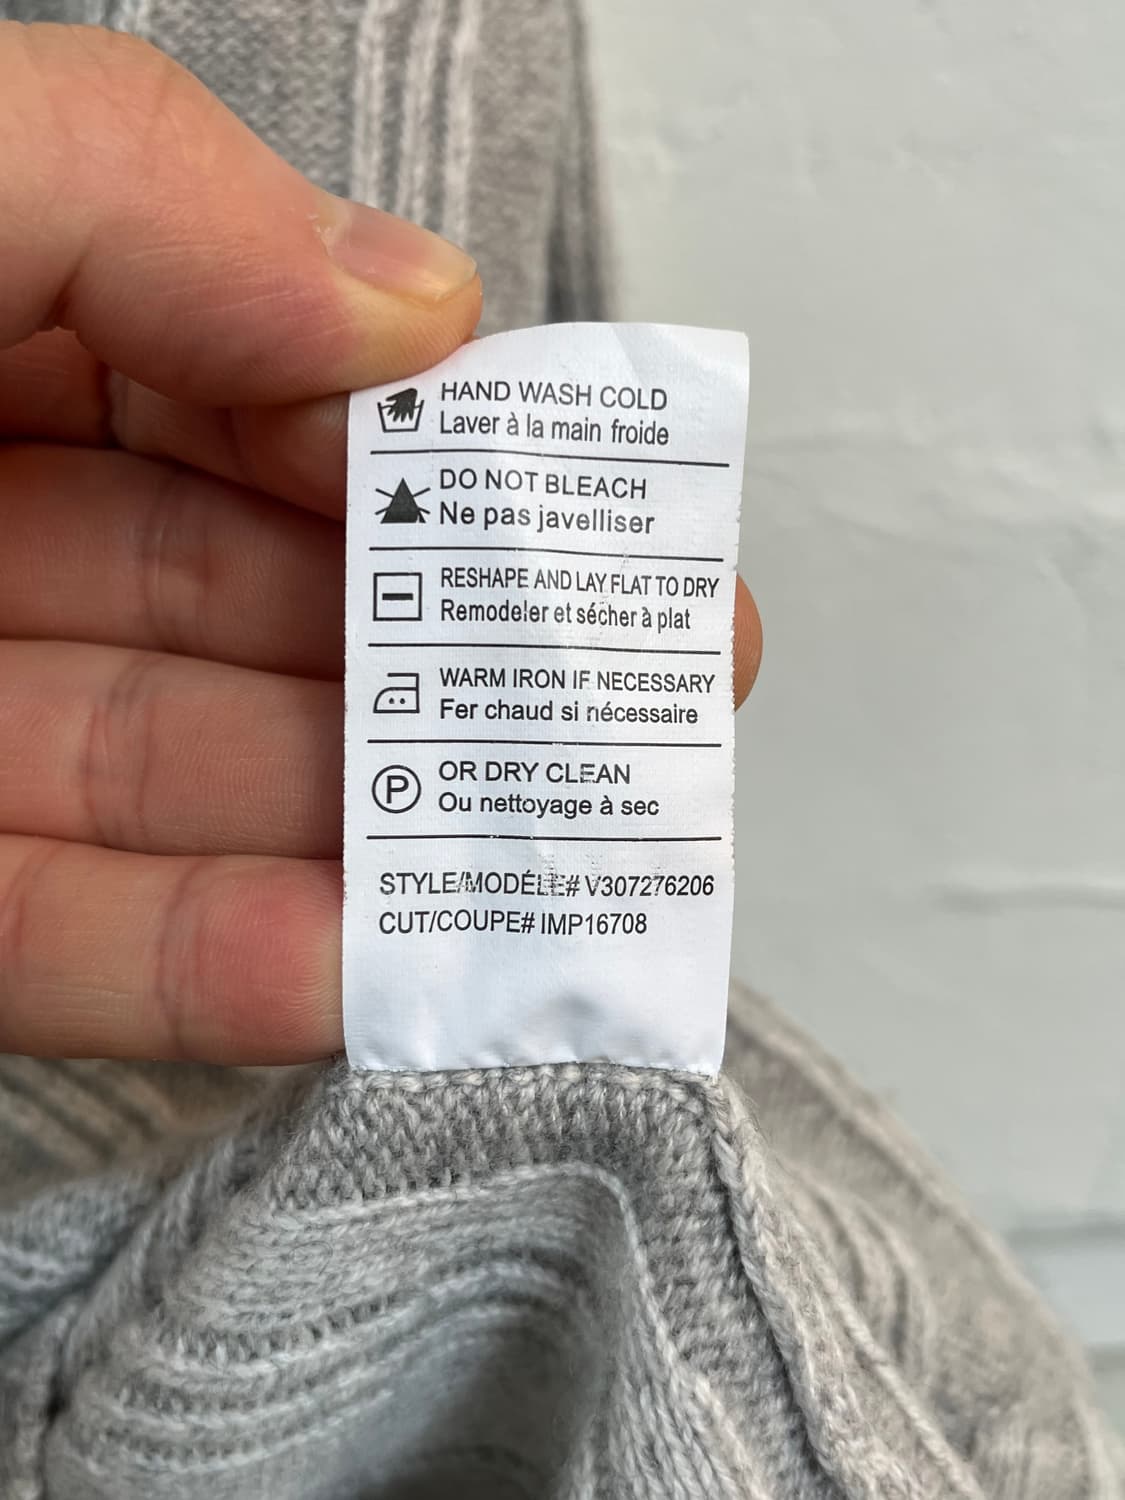 HAND WASH COLD
Laver à la main froide
DO NOT BLEACH
Ne pas javelliser
RESHAPE AND LAY FLAT TO DRY
Remodeler et sécher à plat
WARM IRON IF NECESSARY
Fer chaud si nécessaire
P
OR DRY CLEAN
Ou nettoyage à sec
STYLE/MODÉLE# V307276206
CUT/COUPE# IMP16708